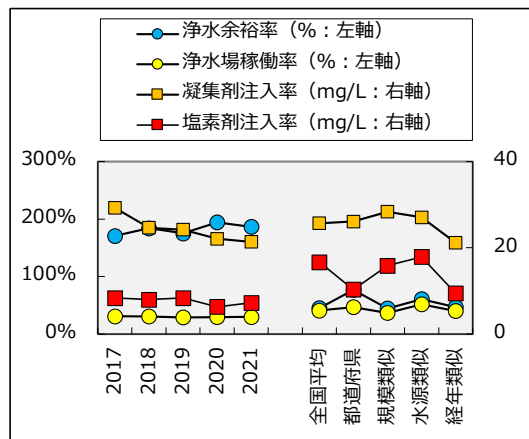 浄水余裕率（%：左軸）
浄水場稼働率（%：左軸）
凝集剤注入率（mg/L：右軸）
塩素剤注入率（mg/L：右軸）
300%
200%
100%
0%
40
20
0
2017
2018
2019
2020
2021
全国平均
都道府県
規模類似
水源類似
経年類似